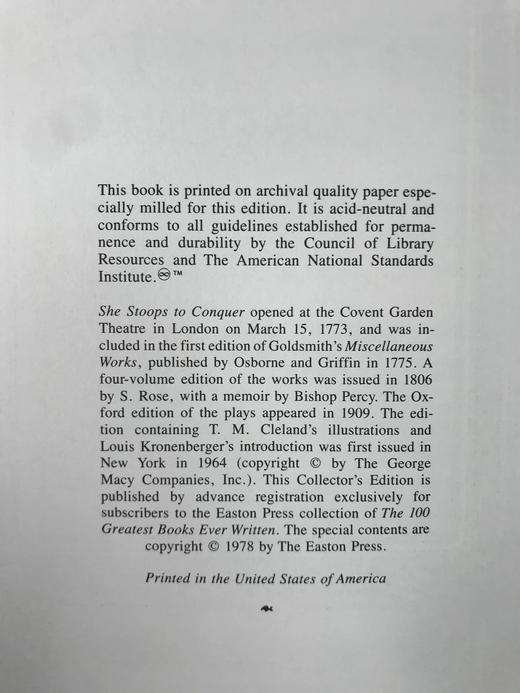 This book is printed on archival quality paper espe-
cially milled for this edition. It is acid-neutral and
conforms to all guidelines established for perma-
nence and durability by the Council of Library
Resources and The American National Standards
Institute.♾™
She Stoops to Conquer opened at the Covent Garden
Theatre in London on March 15, 1773, and was in-
cluded in the first edition of Goldsmith's Miscellaneous
Works, published by Osborne and Griffin in 1775. A
four-volume edition of the works was issued in 1806
by S. Rose, with a memoir by Bishop Percy. The Ox-
ford edition of the plays appeared in 1909. The edi-
tion containing T. M. Cleland's illustrations and
Louis Kronenberger's introduction was first issued in
New York in 1964 (copyright © by The George
Macy Companies, Inc.). This Collector's Edition is
published by advance registration exclusively for
subscribers to the Easton Press collection of The 100
Greatest Books Ever Written. The special contents are
copyright © 1978 by The Easton Press.
Printed in the United States of America